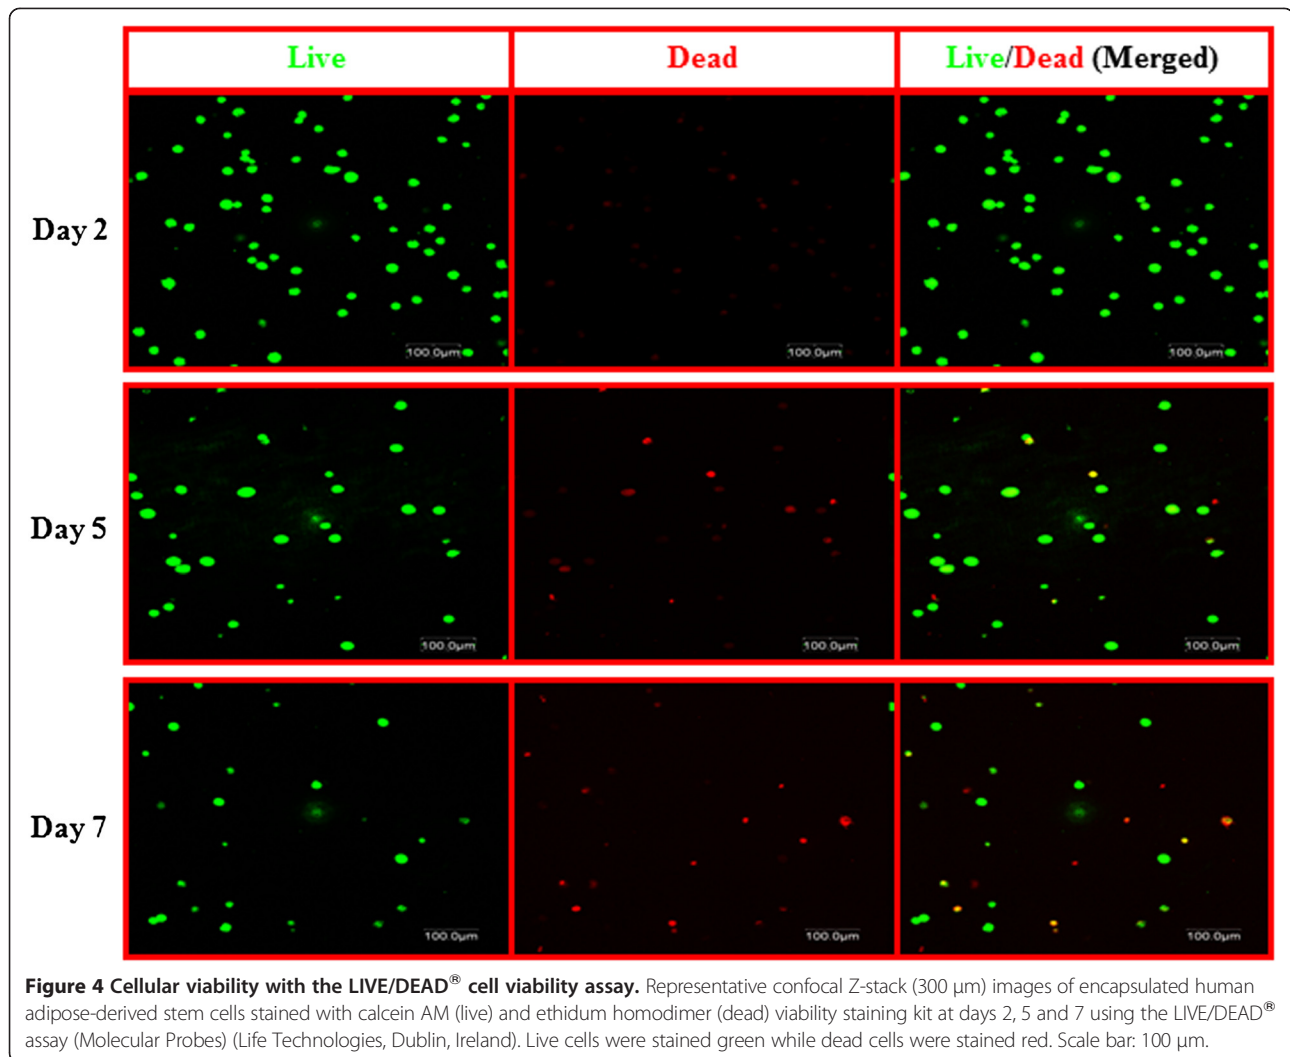 Live
Dead
Live/Dead (Merged)
Day 2
100.0µm
100.0µm
100.0µm
Day 5
100.0µm
100.0µm
100.0µm
Day 7
100.0µm
100.0µm
100.0µm
Figure 4 Cellular viability with the LIVE/DEAD® cell viability assay. Representative confocal Z-stack (300 μm) images of encapsulated human
adipose-derived stem cells stained with calcein AM (live) and ethidum homodimer (dead) viability staining kit at days 2, 5 and 7 using the LIVE/DEAD®
assay (Molecular Probes) (Life Technologies, Dublin, Ireland). Live cells were stained green while dead cells were stained red. Scale bar: 100 μm.